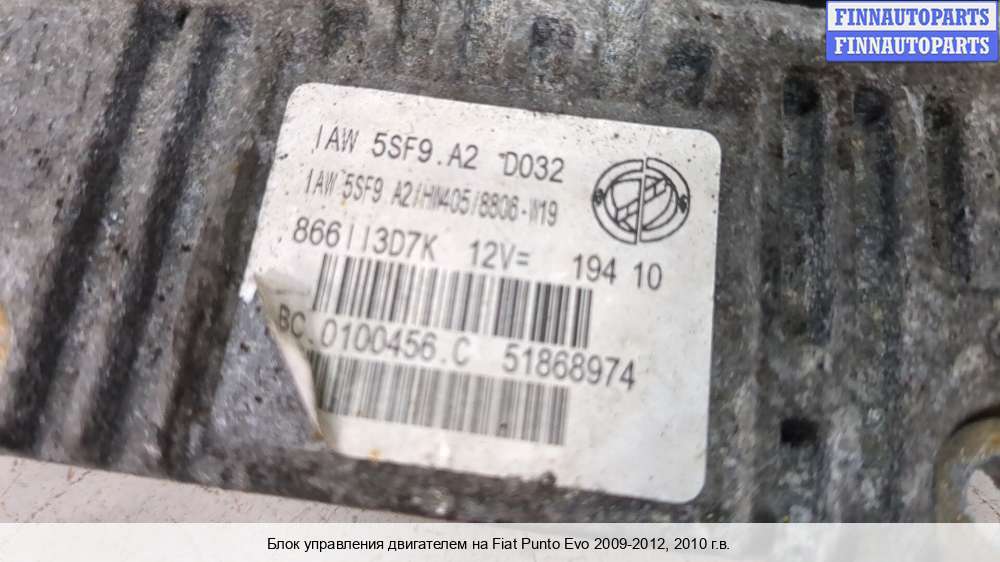 FINNAUTOPARTS
FINNAUTOPARTS
IAW 5SF9.A2 D032
IAW 5SF9 A2/HW405/8806-W19
866113D7K 12V= 194 10
BC.0100456.C 51868974
Блок управления двигателем на Fiat Punto Evo 2009-2012, 2010 г.в.